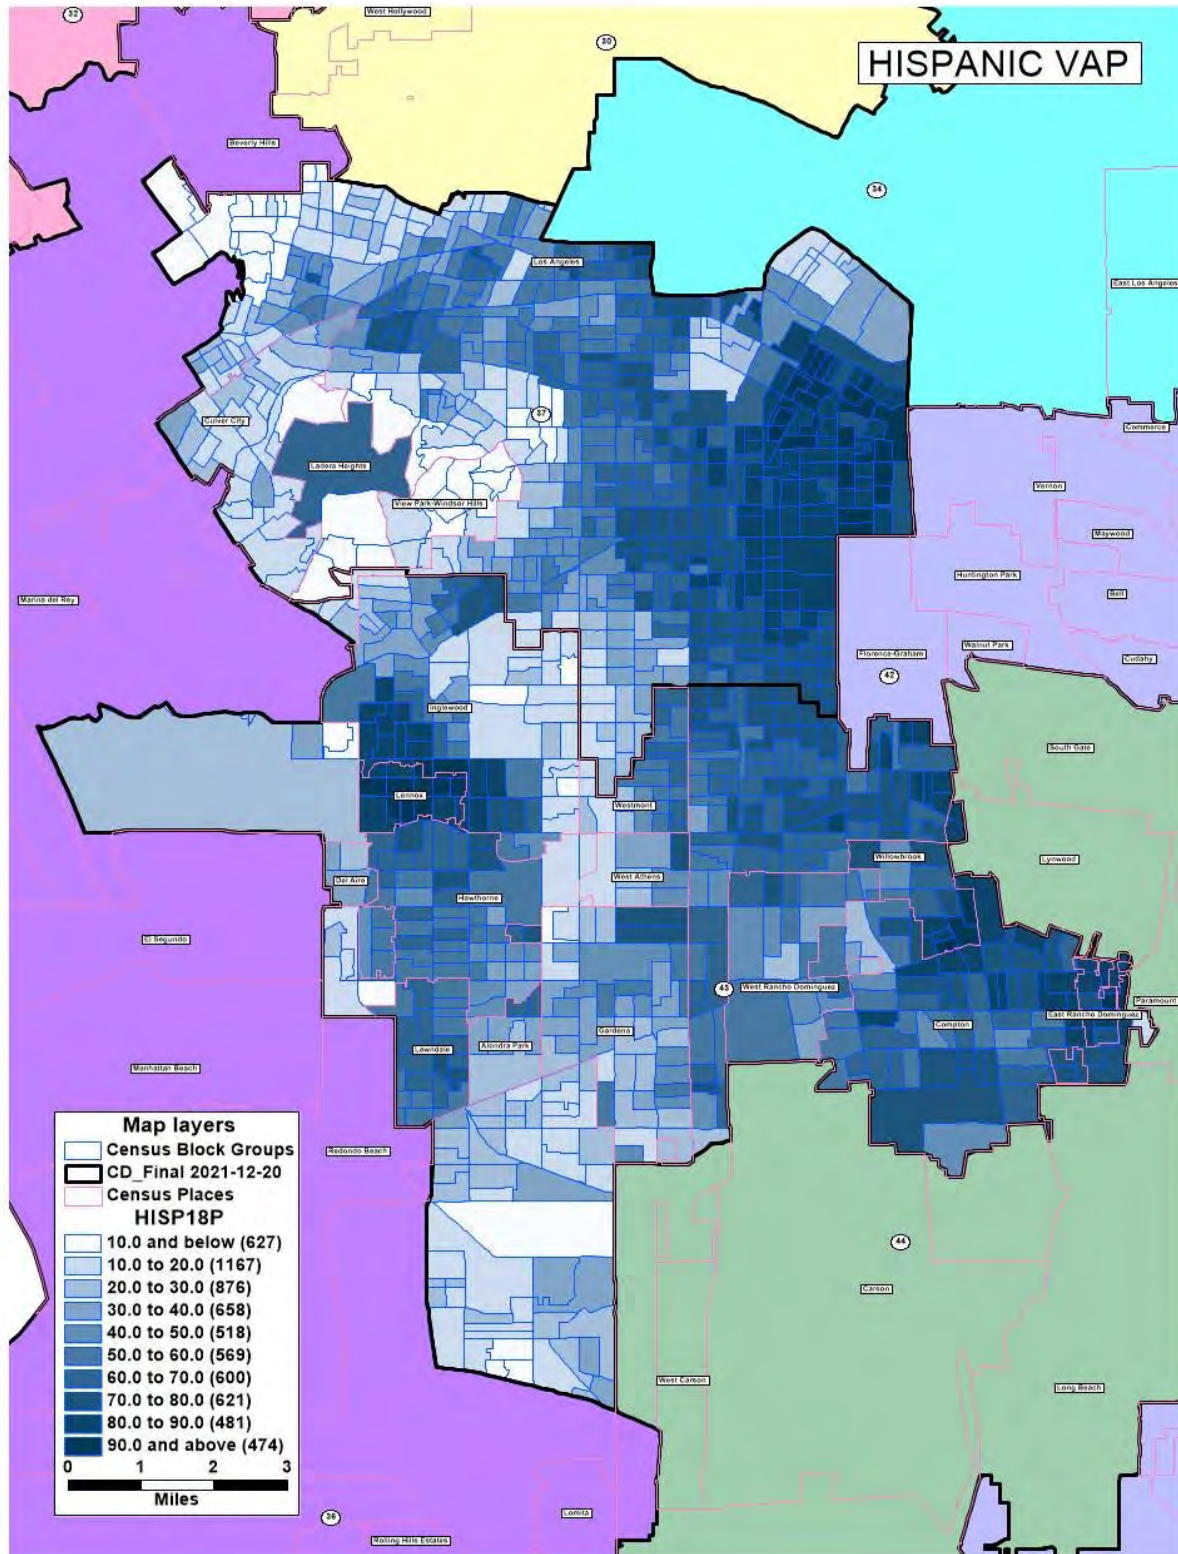 32
West Hollywood
30
HISPANIC VAP
Beverly Hills
34
Los Angeles
East Los Angeles
37
Culver City
Commerce
Ladera Heights
Vernon
View Park-Windsor Hills
Maywood
Huntington Park
Bell
Marina del Rey
Walnut Park
Florence-Graham
Cudahy
42
Inglewood
South Gate
Lennox
Westmont
Willowbrook
Lynwood
Del Aire
West Athens
Hawthorne
El Segundo
43
West Rancho Dominguez
Paramount
East Rancho Dominguez
Compton
Gardena
Lawndale
Alondra Park
Manhattan Beach
Redondo Beach
44
Carson
West Carson
Long Beach
Map layers
Census Block Groups
CD_Final 2021-12-20
Census Places
HISP18P
10.0 and below (627)
10.0 to 20.0 (1167)
20.0 to 30.0 (876)
30.0 to 40.0 (658)
40.0 to 50.0 (518)
50.0 to 60.0 (569)
60.0 to 70.0 (600)
70.0 to 80.0 (621)
80.0 to 90.0 (481)
90.0 and above (474)
0 1 2 3
Miles
36
Lomita
Rolling Hills Estates